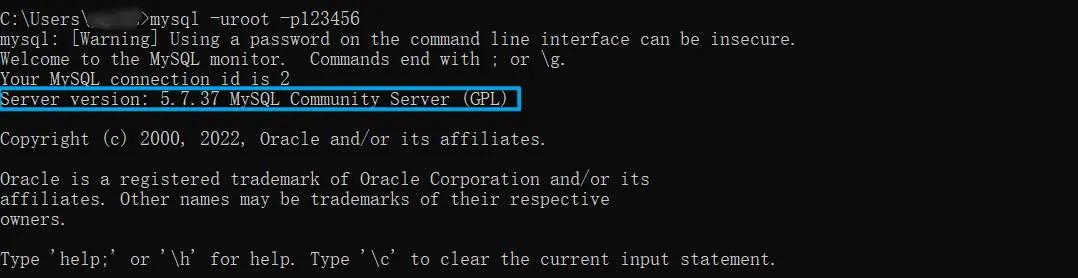 C:\Users\ >mysql -uroot -p123456
mysql: [Warning] Using a password on the command line interface can be insecure.
Welcome to the MySQL monitor.  Commands end with ; or \g.
Your MySQL connection id is 2
Server version: 5.7.37 MySQL Community Server (GPL)
Copyright (c) 2000, 2022, Oracle and/or its affiliates.
Oracle is a registered trademark of Oracle Corporation and/or its
affiliates. Other names may be trademarks of their respective
owners.
Type 'help;' or '\h' for help. Type '\c' to clear the current input statement.